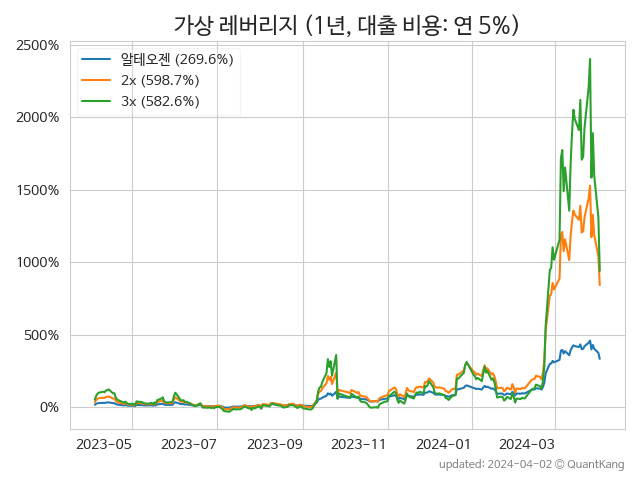 가상 레버리지 (1년, 대출 비용: 연 5%)
2500%
2000%
1500%
1000%
500%
0%
알테오젠 (269.6%)
2x (598.7%)
3x (582.6%)
2023-05 2023-07 2023-09 2023-11 2024-01 2024-03
updated: 2024-04-02 © QuantKang